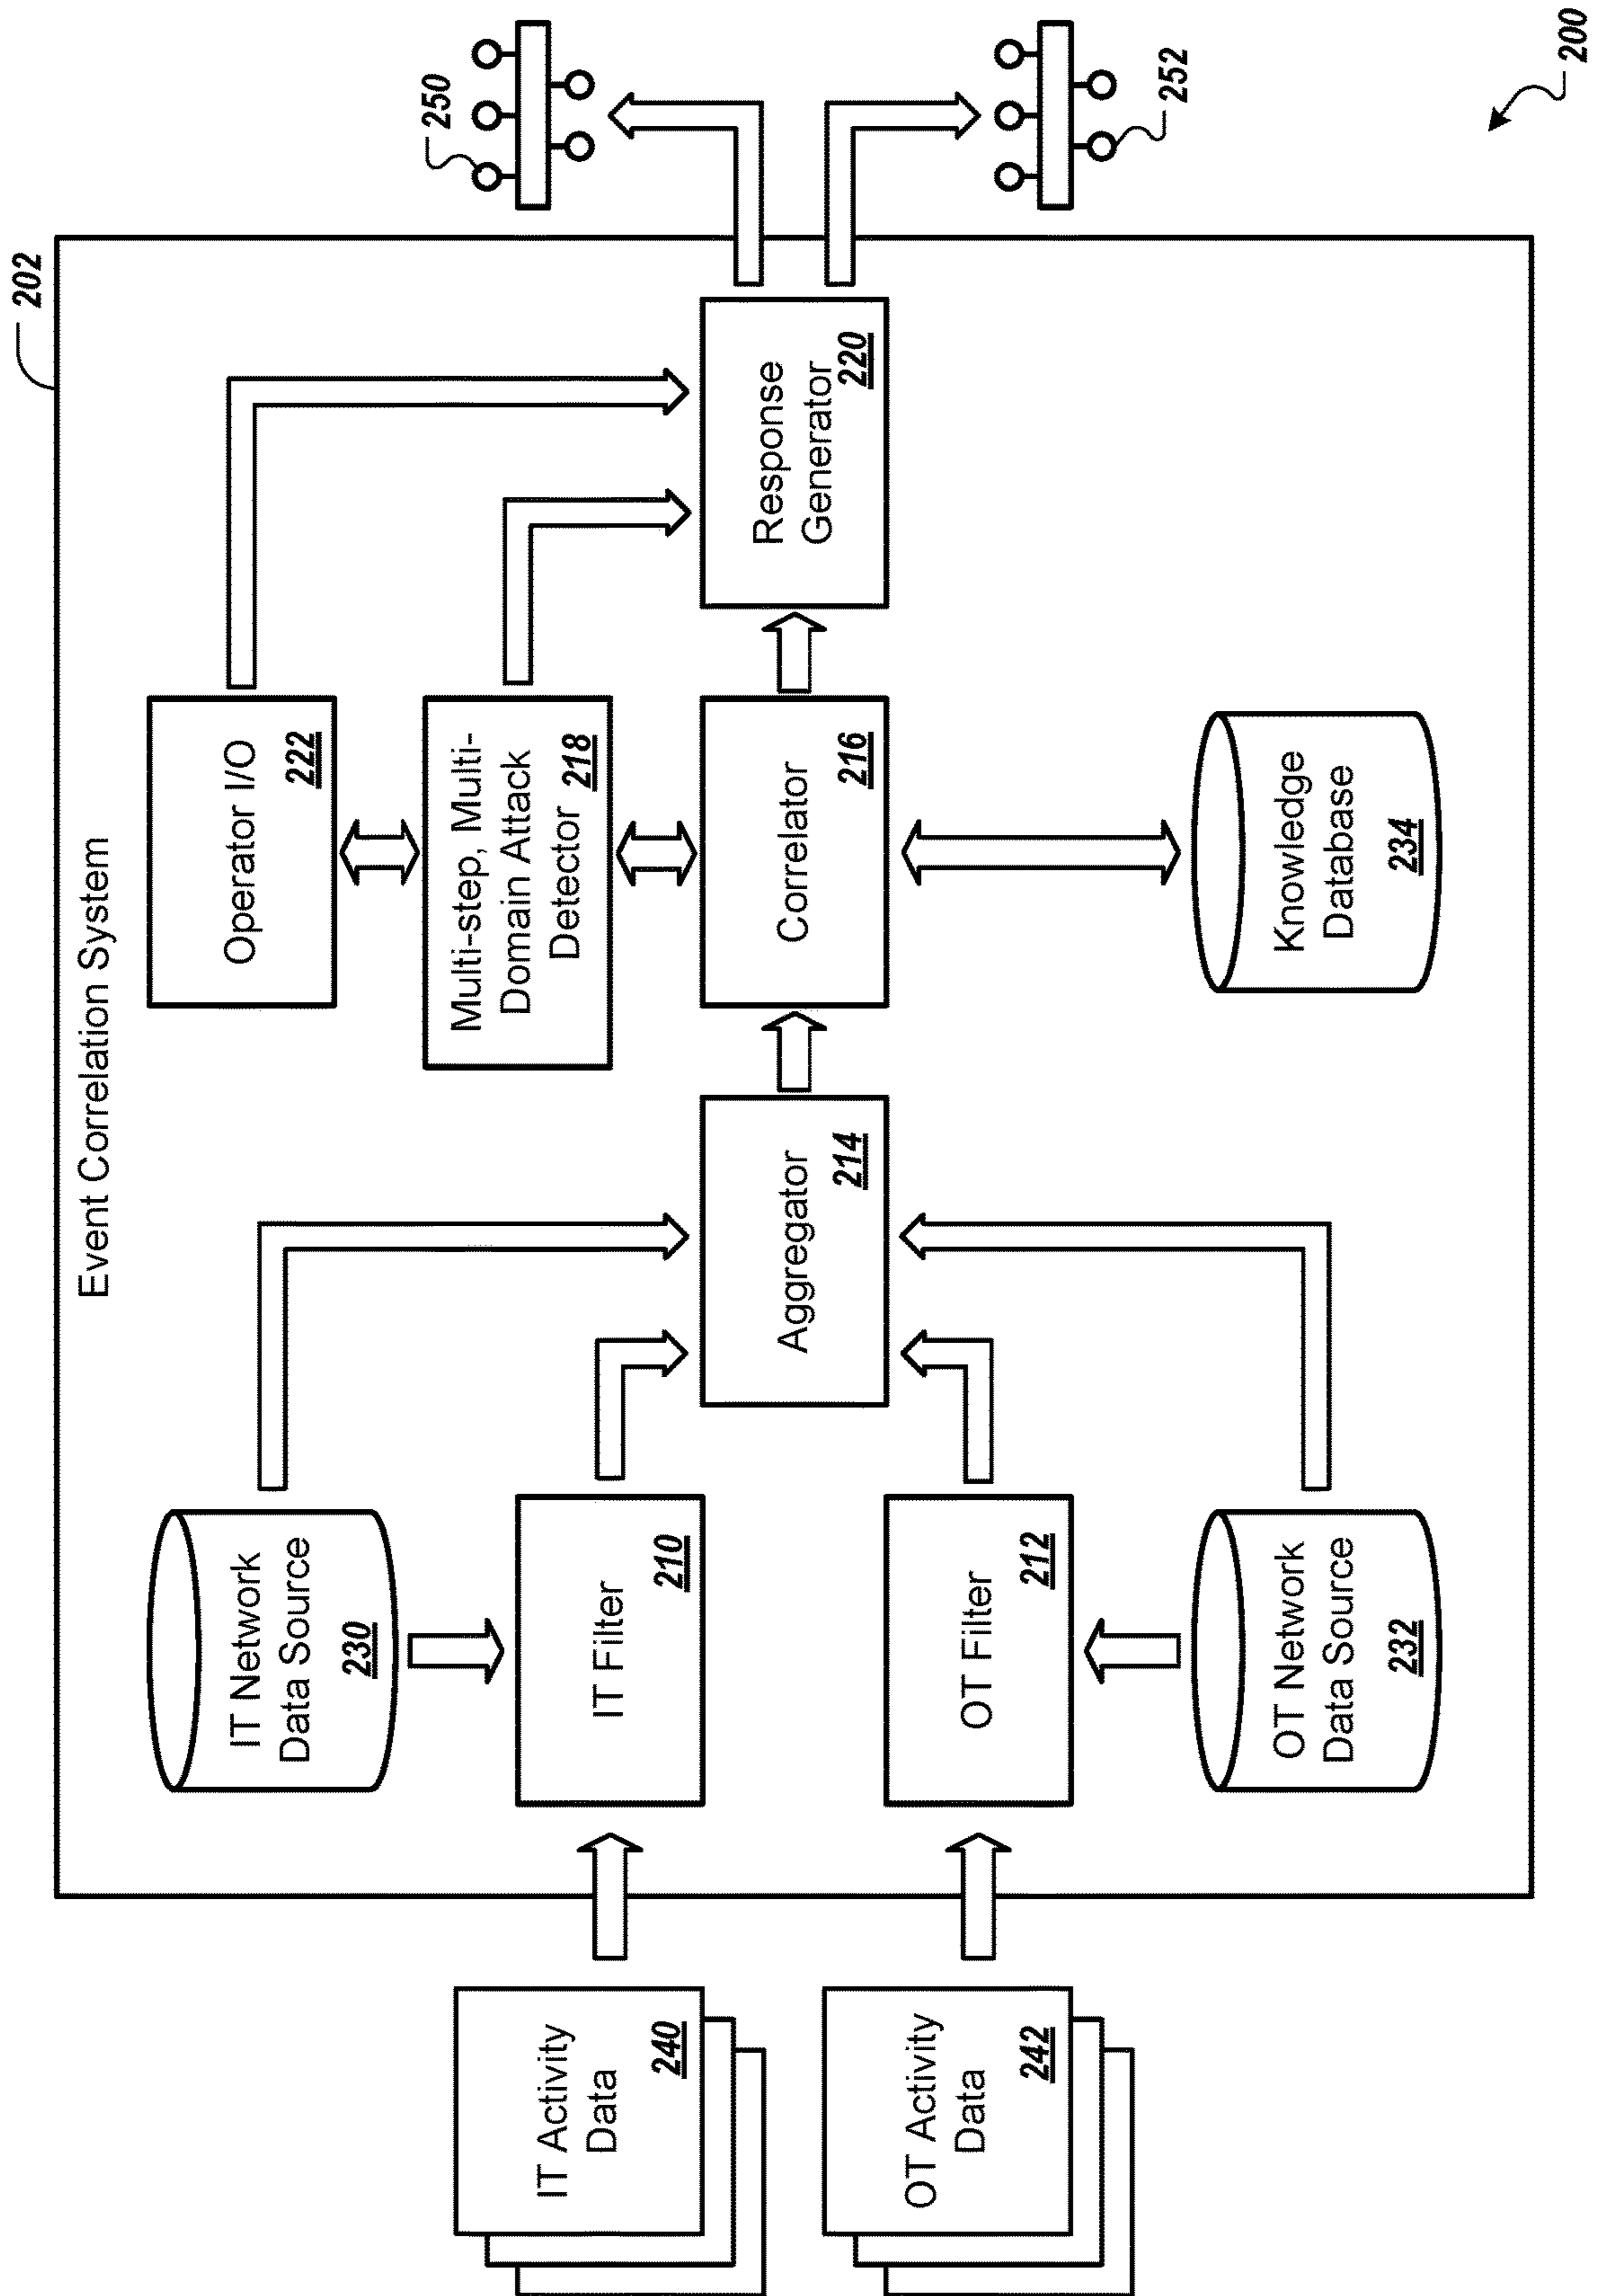 202
Event Correlation System
IT Network
Data Source
230
Operator I/O
222
250
IT Activity
Data
240
IT Filter
210
Multi-step, Multi-
Domain Attack
Detector
218
Aggregator
214
Correlator
216
Response
Generator
220
OT Activity
Data
242
OT Filter
212
252
OT Network
Data Source
232
Knowledge
Database
234
200